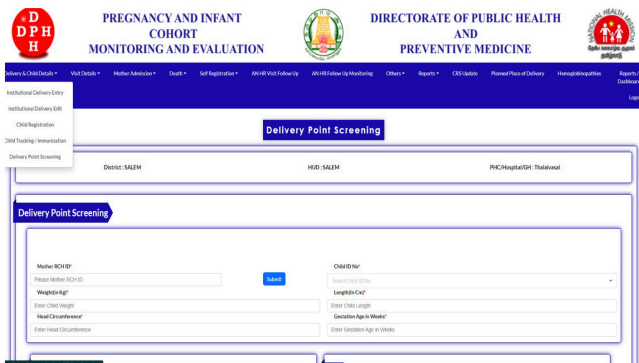 D
DPH
H
PREGNANCY AND INFANT
COHORT
MONITORING AND EVALUATION
DIRECTORATE OF PUBLIC HEALTH
AND
PREVENTIVE MEDICINE
NATIONAL HEALTH MISSION
Delivery & Child Details Visit Details Mother Admission Death Self Registration AN HR Visit Follow Up AN HR Follow Up Monitoring Others Reports CRS Update Planned Place of Delivery Hemoglobinopathies Reports /
Dashboard
Logo
Institutional Delivery Entry
Institutional Delivery Edit
Child Registration
Child Tracking / Immunization
Delivery Point Screening
Delivery Point Screening
District : SALEM HUD : SALEM PHC/Hospital/GH : Thalaivasal
Delivery Point Screening
Mother RCH ID* Child ID No*
Please Mother RCH ID Submit Select Child ID No
Weight(in Kg)* Length(in Cm)*
Enter Child Weight Enter Child Length
Head Circumference* Gestation Age in Weeks*
Enter Head Circumference Enter Gestation Age in Weeks